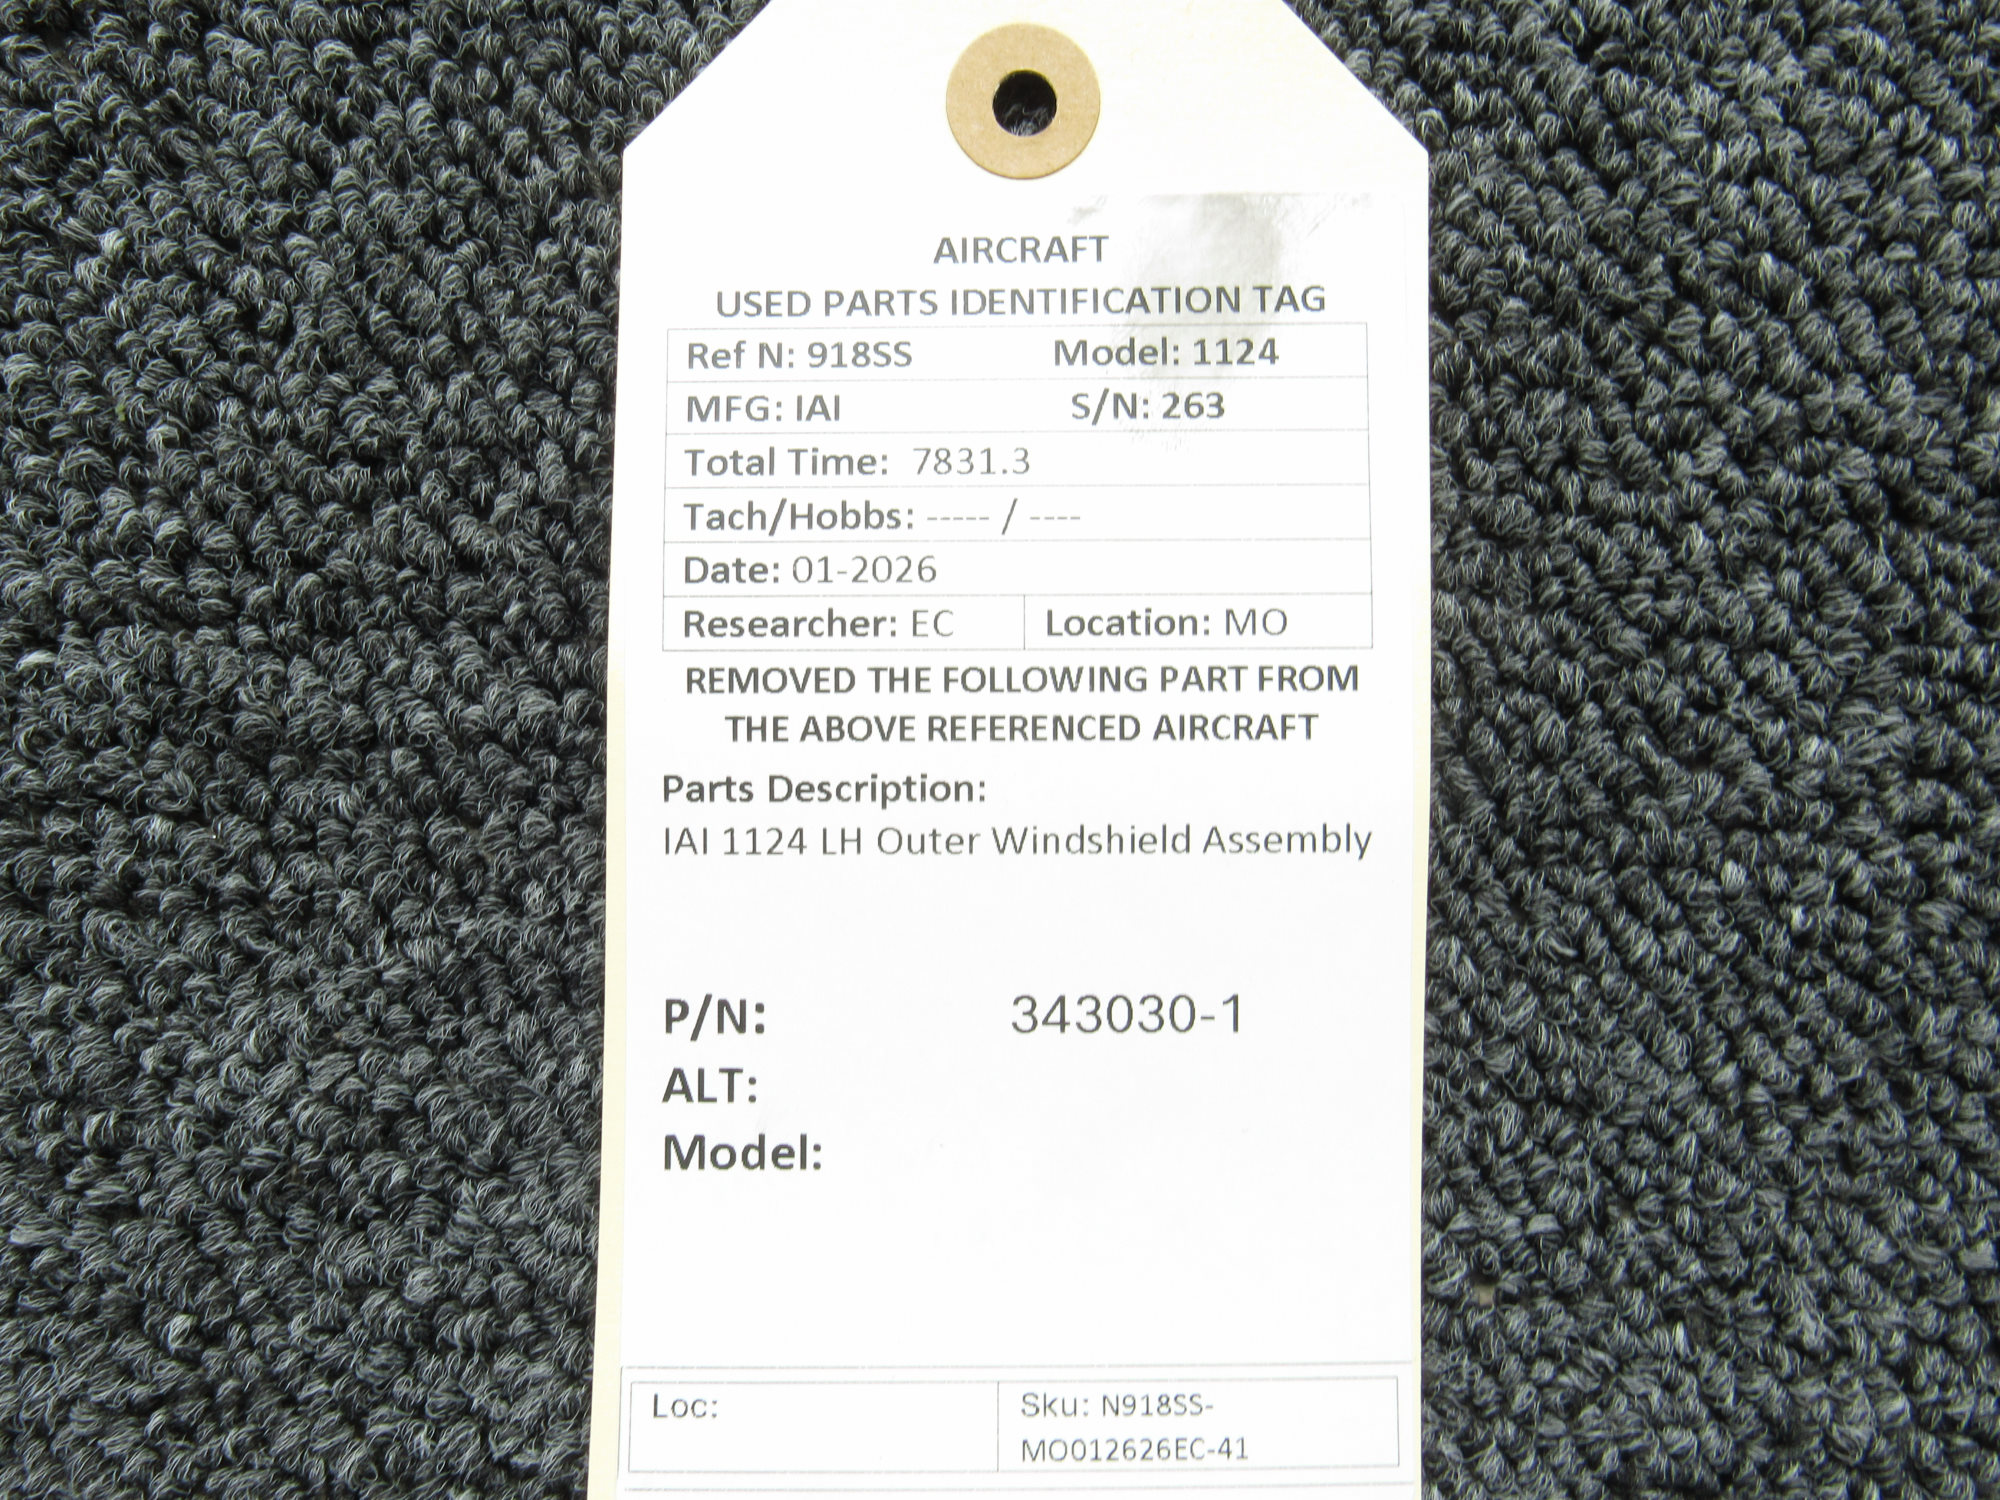 AIRCRAFT
USED PARTS IDENTIFICATION TAG
Ref N: 918SS Model: 1124
MFG: IAI S/N: 263
Total Time: 7831.3
Tach/Hobbs: ----- / ----
Date: 01-2026
Researcher: EC Location: MO
REMOVED THE FOLLOWING PART FROM
THE ABOVE REFERENCED AIRCRAFT
Parts Description:
IAI 1124 LH Outer Windshield Assembly
P/N: 343030-1
ALT:
Model:
Loc: Sku: N918SS-
MO012626EC-41